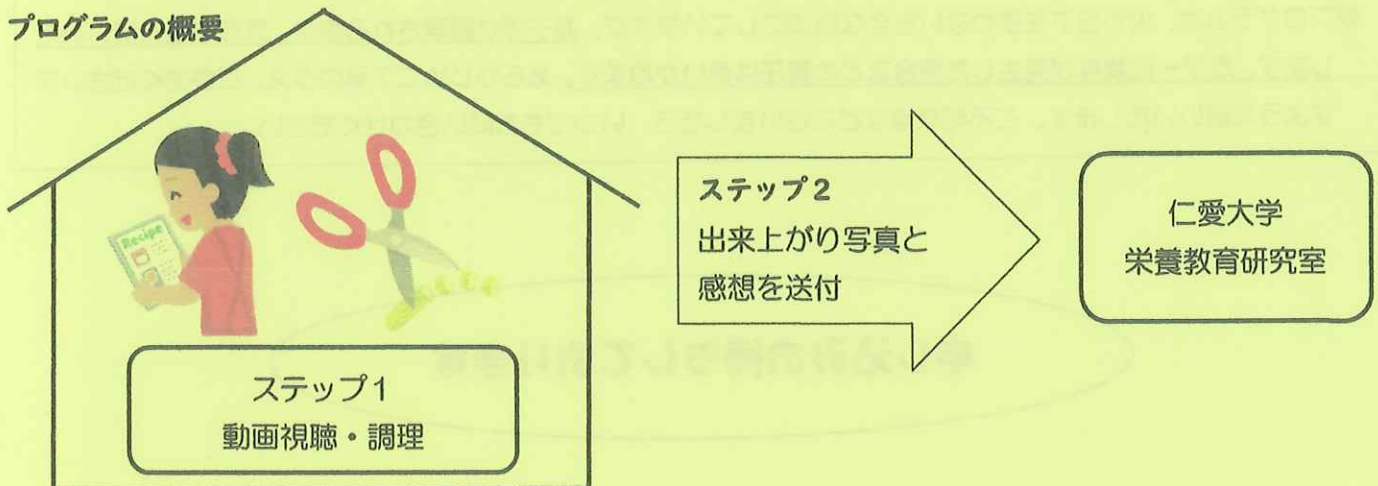 プログラムの概要
Recipe
ステップ1
動画視聴・調理
ステップ2
出来上がり写真と
感想を送付
仁愛大学
栄養教育研究室